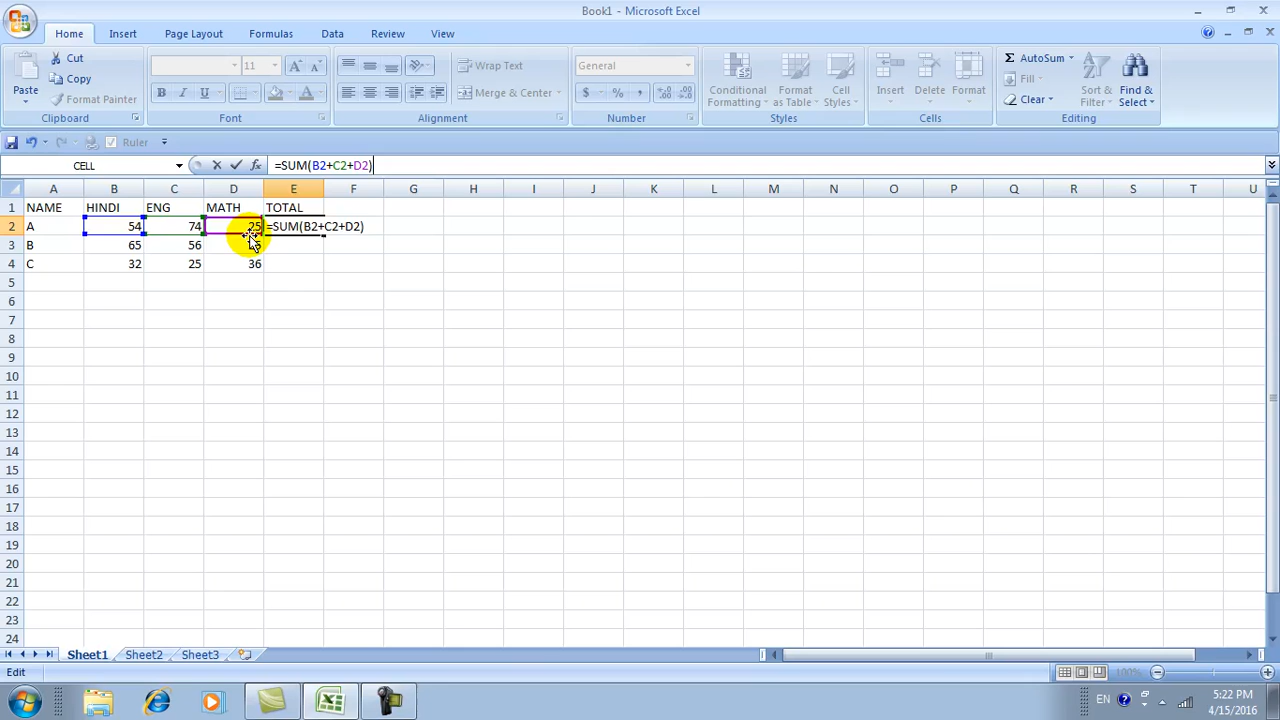 Book1 - Microsoft Excel
Home Insert Page Layout Formulas Data Review View
Cut
Copy
Format Painter
Paste
Clipboard
11
B I U A
Font
Wrap Text
Merge & Center
Alignment
General
$ % ,
Number
Conditional Formatting
Format as Table
Cell Styles
Styles
Insert Delete Format
Cells
Σ AutoSum
Fill
Clear
Sort & Filter
Find & Select
Editing
Ruler
CELL fx =SUM(B2+C2+D2)
A B C D E F G H I J K L M N O P Q R S T U
1 NAME HINDI ENG MATH TOTAL
2 A 54 74 25 =SUM(B2+C2+D2)
3 B 65 56
4 C 32 25 36
5
6
7
8
9
10
11
12
13
14
15
16
17
18
19
20
21
22
23
24
Sheet1 Sheet2 Sheet3
Edit 100%
EN 5:22 PM
4/15/2016